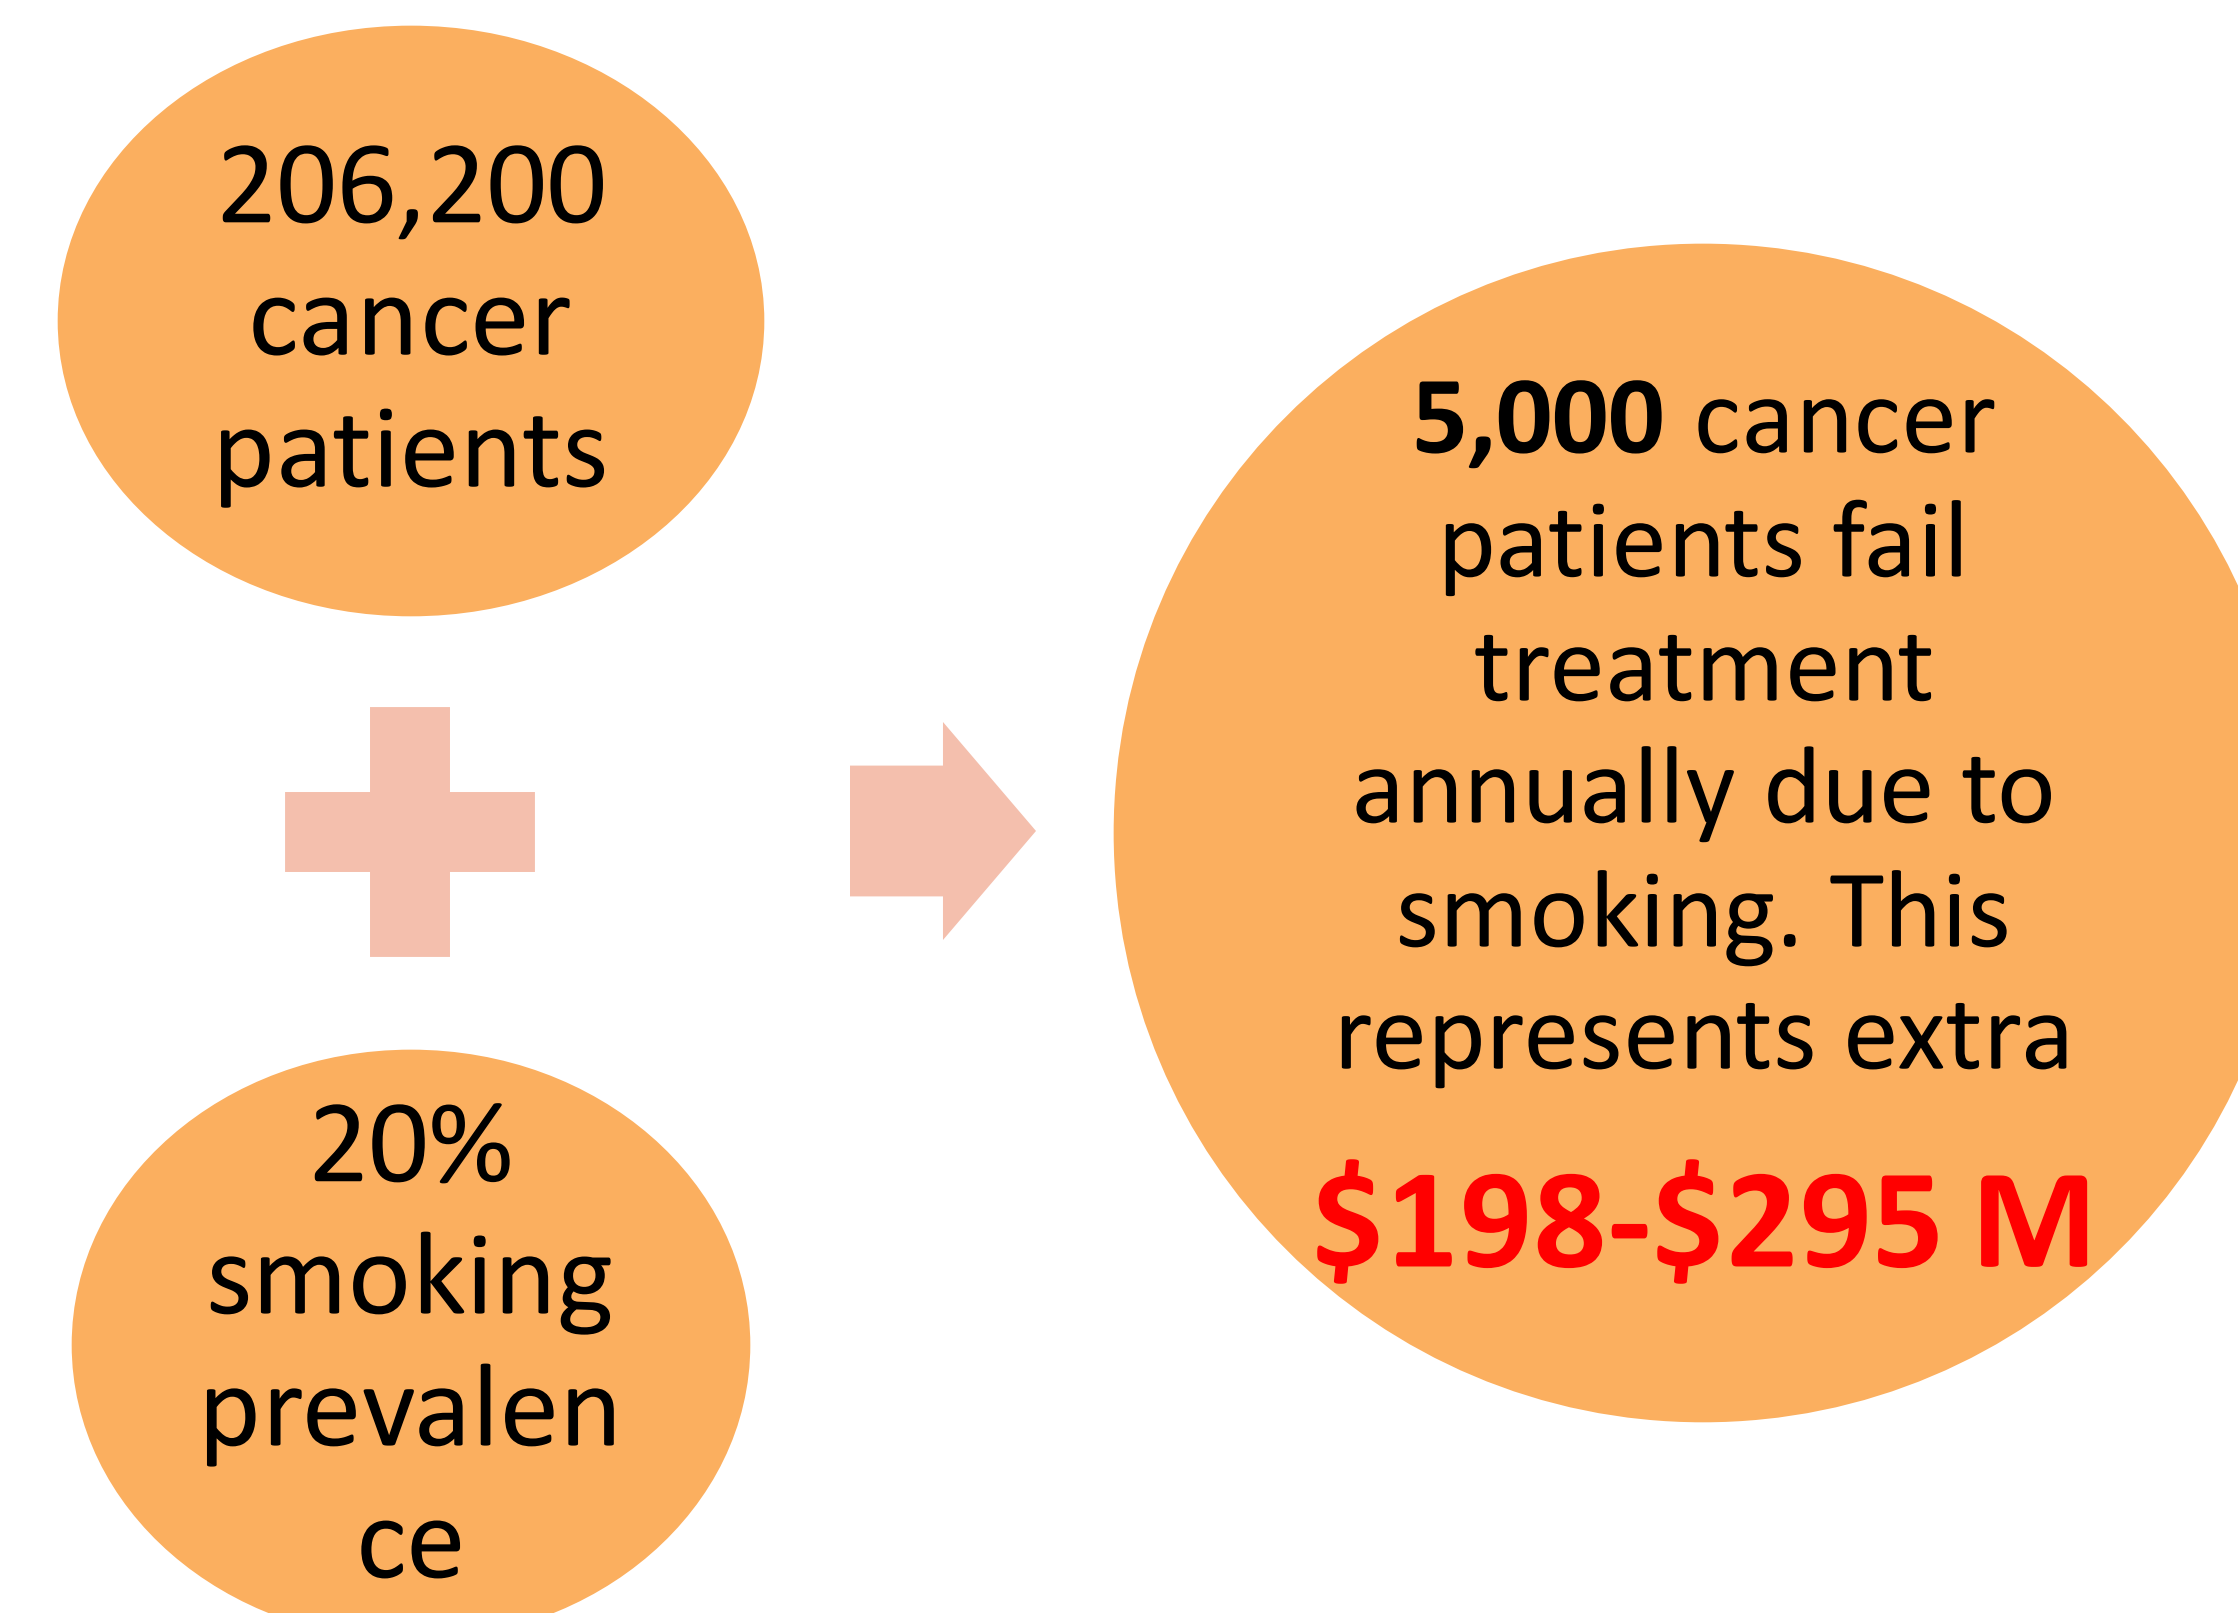 206,200
cancer
patients
20%
smoking
prevalen
ce
5,000 cancer
patients fail
treatment
annually due to
smoking. This
represents extra
$198-$295 M